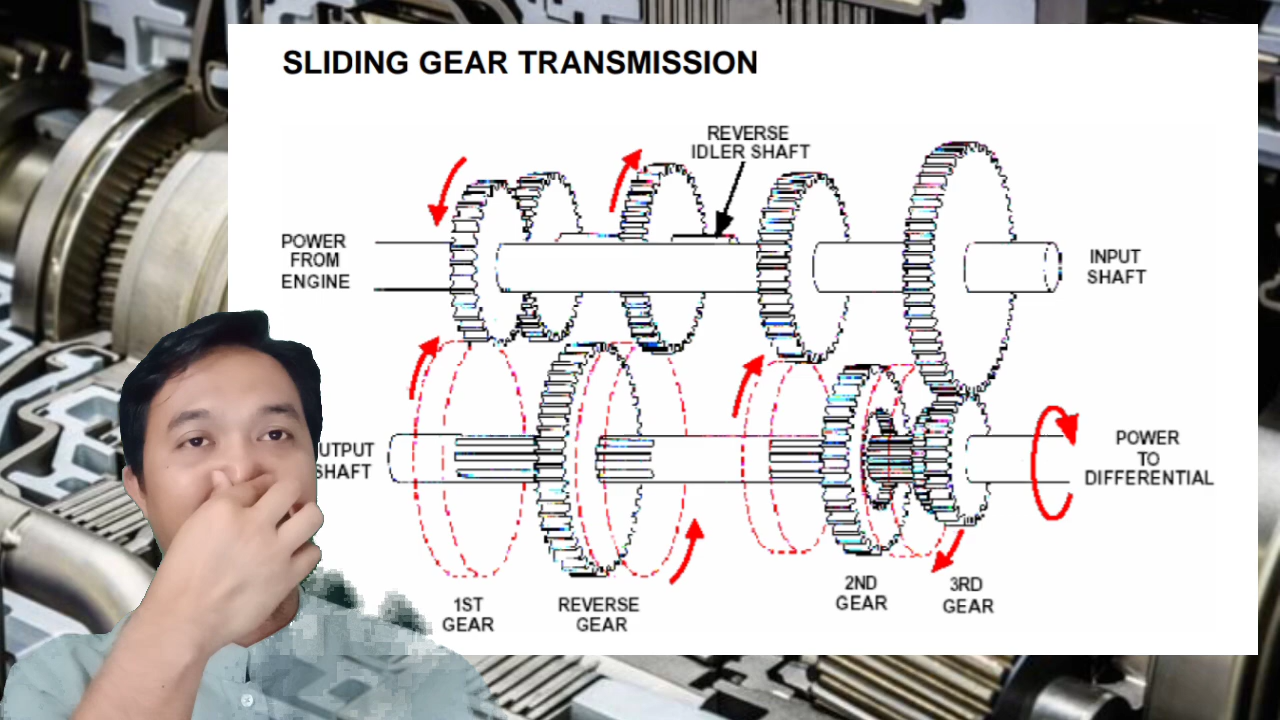 SLIDING GEAR TRANSMISSION
REVERSE
IDLER SHAFT
POWER
FROM
ENGINE
INPUT
SHAFT
UTPUT
SHAFT
POWER
TO
DIFFERENTIAL
1ST
GEAR
REVERSE
GEAR
2ND
GEAR
3RD
GEAR